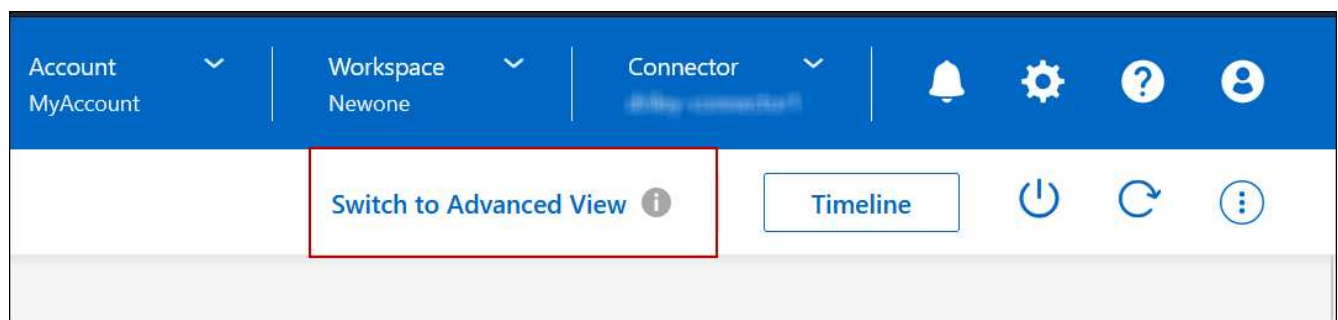 Account
MyAccount
Workspace
Newone
Connector
Switch to Advanced View
Timeline